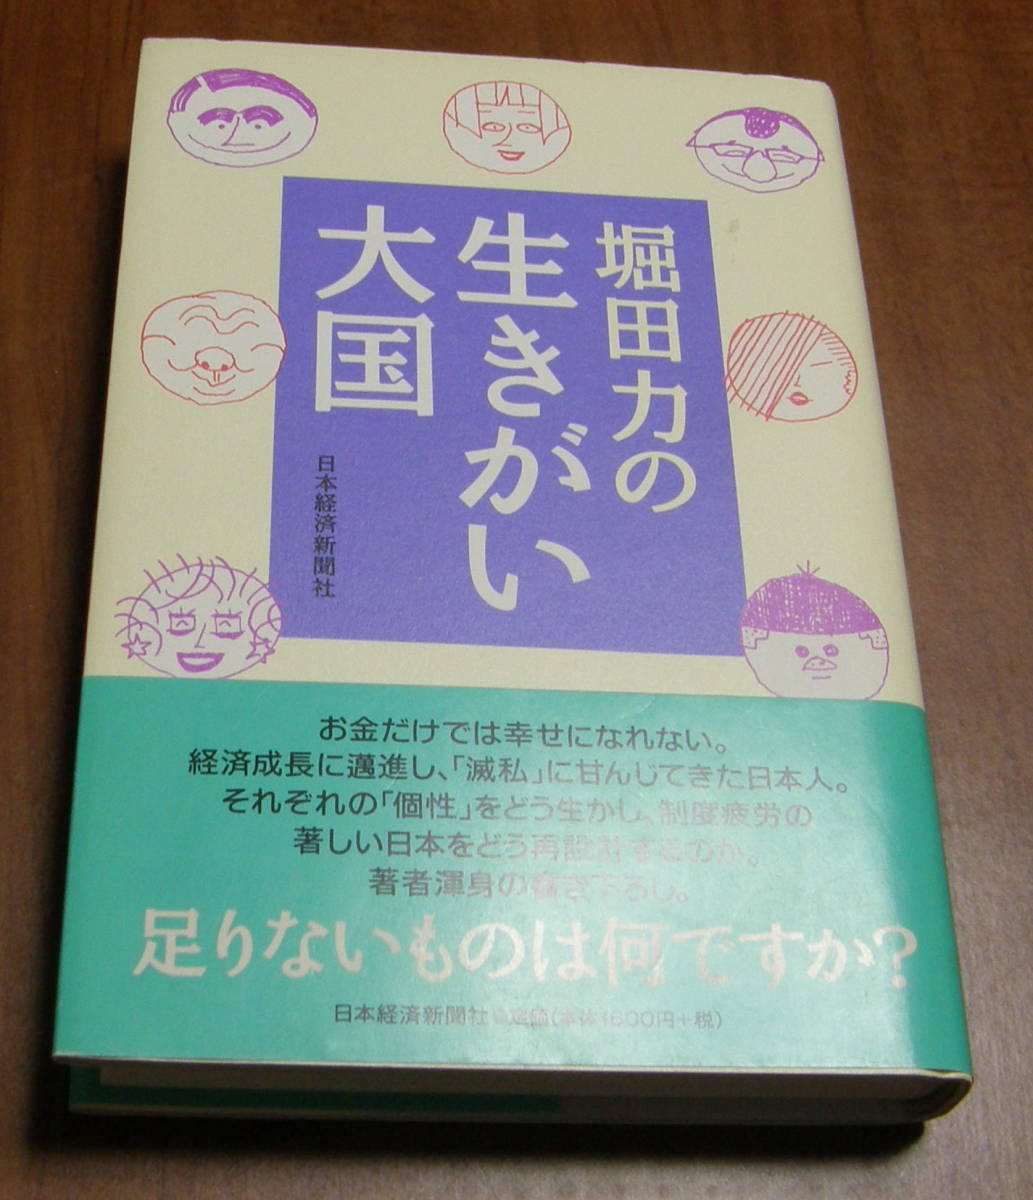 堀田力の
生きがい
大国
日本経済新聞社
お金だけでは幸せになれない。
経済成長に邁進し、「滅私」に甘んじてきた日本人。
それぞれの「個性」をどう生かし、制度疲労の
著しい日本をどう再設計するのか。
著者渾身の書き下ろし。
足りないものは何ですか?
日本経済新聞社 定価(本体1600円+税)